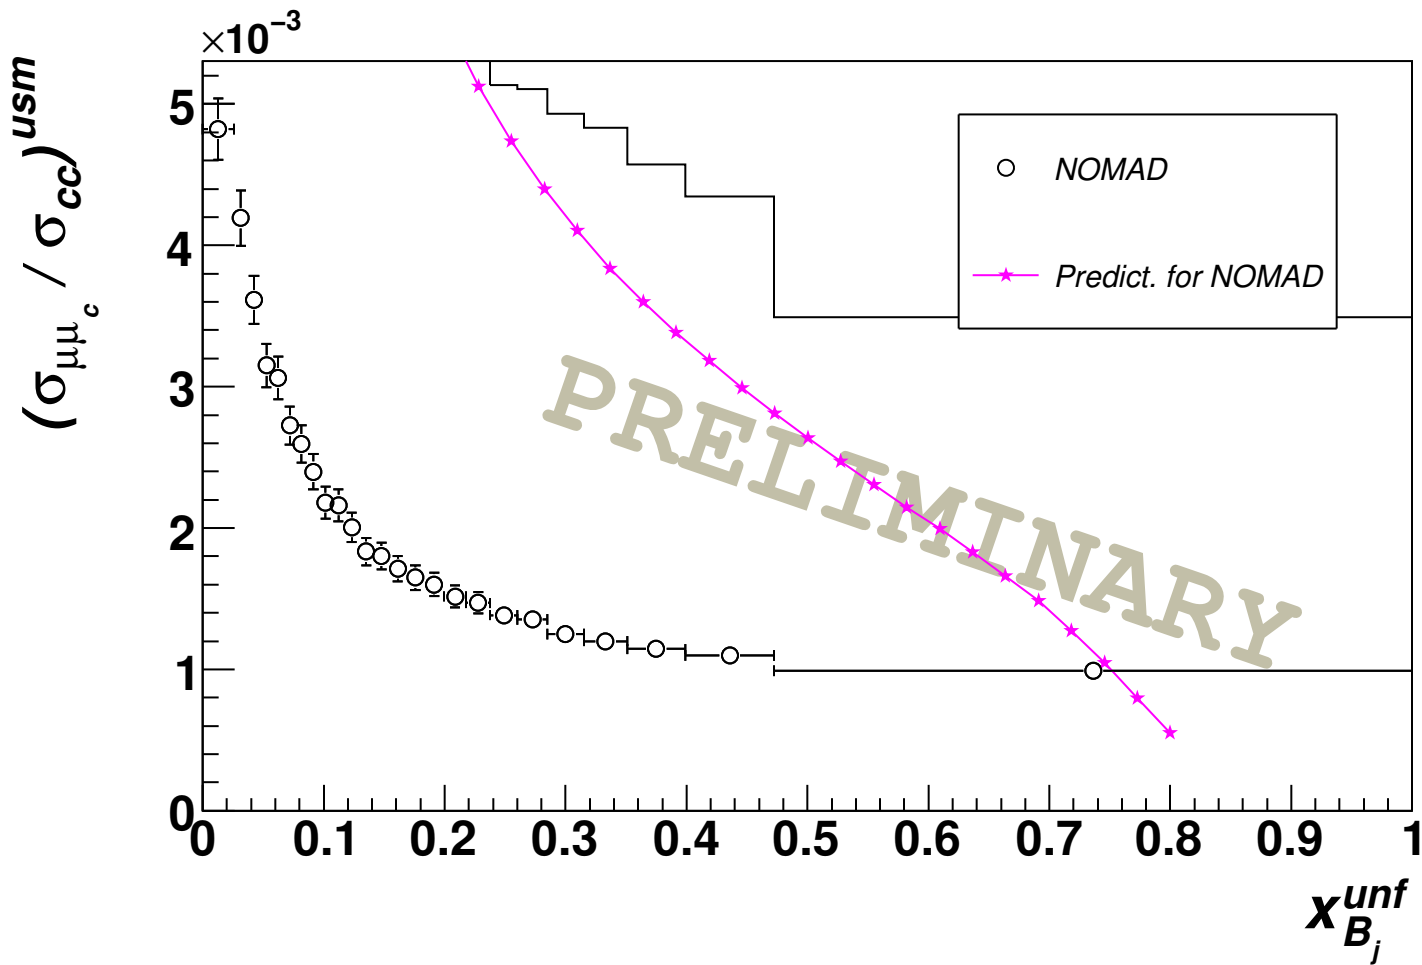 ×10⁻³
(σ_μμ_c / σ_cc)^usm
5
4
3
2
1
0
NOMAD
Predict. for NOMAD
PRELIMINARY
0 0.1 0.2 0.3 0.4 0.5 0.6 0.7 0.8 0.9 1
x_B_j^unf